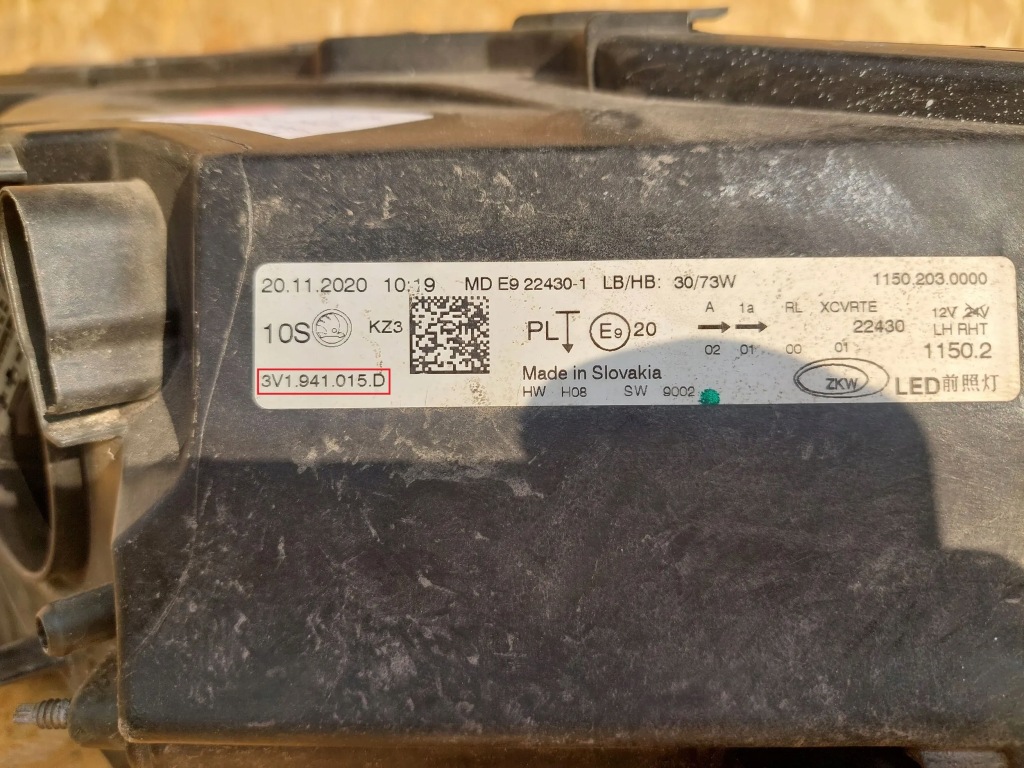 20.11.2020 10:19 MD E9 22430-1 LB/HB: 30/73W 1150.203.0000
10S KZ3 PL E9 20 A 1a RL XCVRTE 12V 24V
22430 LH RHT
02 01 00 01 1150.2
3V1.941.015.D Made in Slovakia ZKW LED前照灯
HW H08 SW 9002